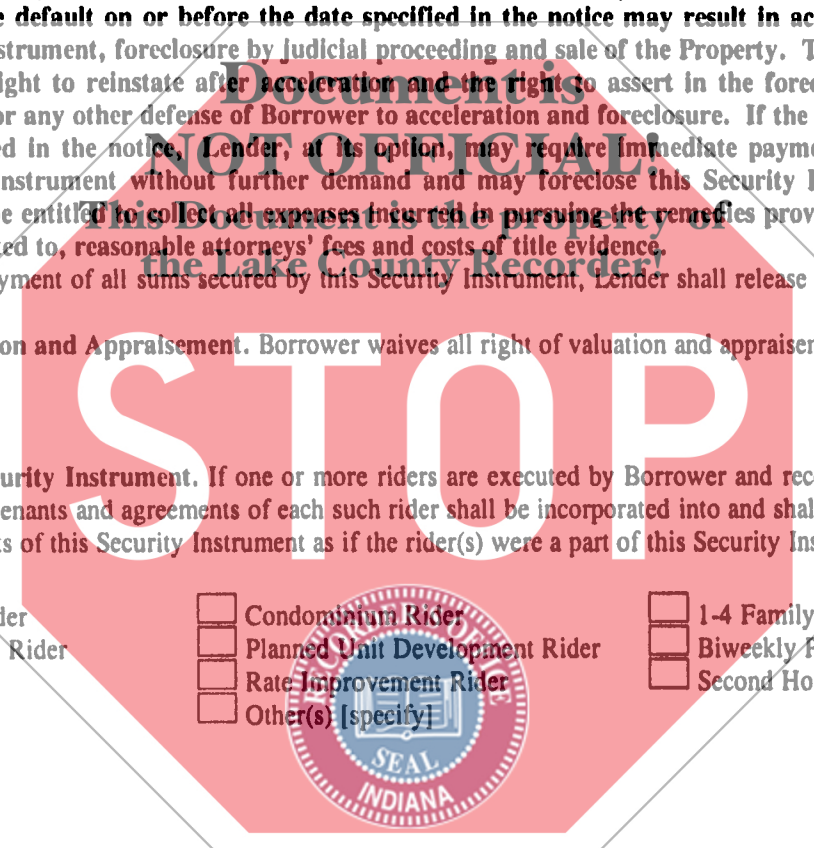 e default on or before the date specified in the notice may result in ac
strument, foreclosure by judicial proceeding and sale of the Property. T
ight to reinstate after acceleration and the right to assert in the forec
Document is
or any other defense of Borrower to acceleration and foreclosure. If the
ed in the notice, Lender, at its option, may require immediate payme
NOT OFFICIAL!
nstrument without further demand and may foreclose this Security I
e entitled to collect all expenses incurred in pursuing the remedies prov
This Document is the property of
ted to, reasonable attorneys' fees and costs of title evidence.
the Lake County Recorder!
yment of all sums secured by this Security Instrument, Lender shall release
on and Appraisement. Borrower waives all right of valuation and appraisem
STOP
urity Instrument. If one or more riders are executed by Borrower and reco
enants and agreements of each such rider shall be incorporated into and shal
ts of this Security Instrument as if the rider(s) were a part of this Security Ins
der Condominium Rider 1-4 Family
Rider Planned Unit Development Rider Biweekly P
Rate Improvement Rider Second Ho
Other(s) [specify]
RECORDER'S OFFICE
SEAL
INDIANA